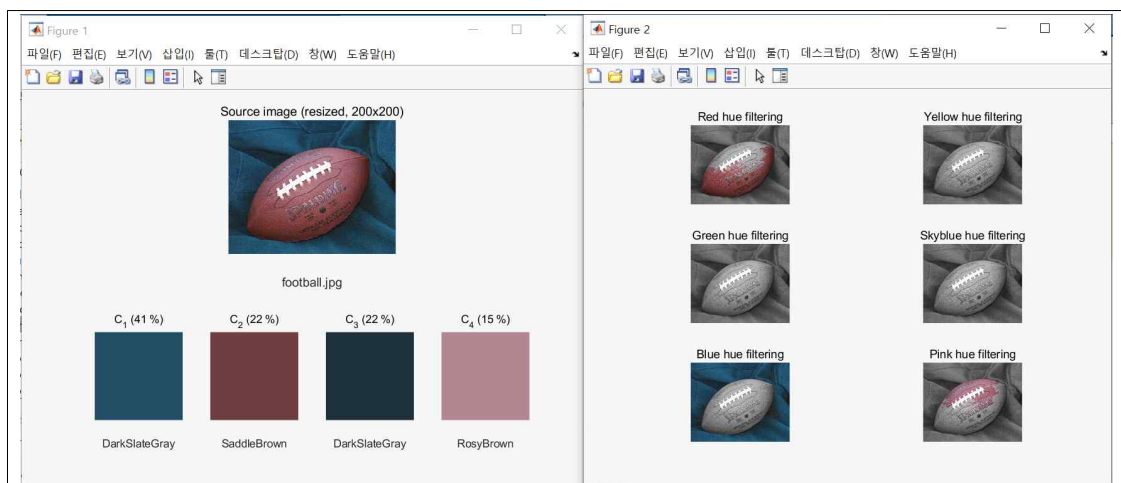 Figure 1
파일(F) 편집(E) 보기(V) 삽입(I) 툴(T) 데스크탑(D) 창(W) 도움말(H)
Source image (resized, 200x200)
football.jpg
C1 (41 %) C2 (22 %) C3 (22 %) C4 (15 %)
DarkSlateGray SaddleBrown DarkSlateGray RosyBrown
Figure 2
파일(F) 편집(E) 보기(V) 삽입(I) 툴(T) 데스크탑(D) 창(W) 도움말(H)
Red hue filtering Yellow hue filtering
Green hue filtering Skyblue hue filtering
Blue hue filtering Pink hue filtering